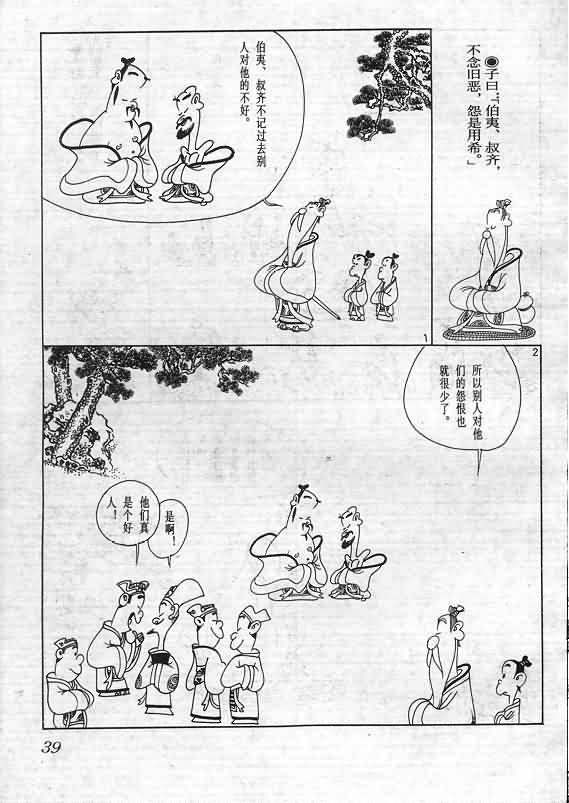 ●子曰：「伯夷、叔齐，
不念旧恶，怨是用希。」
伯夷、叔齐不记过去别
人对他的不好。
1
2
所以别人对他
们的怨恨也
就很少了。
是啊！
他们真
是个好
人！
39